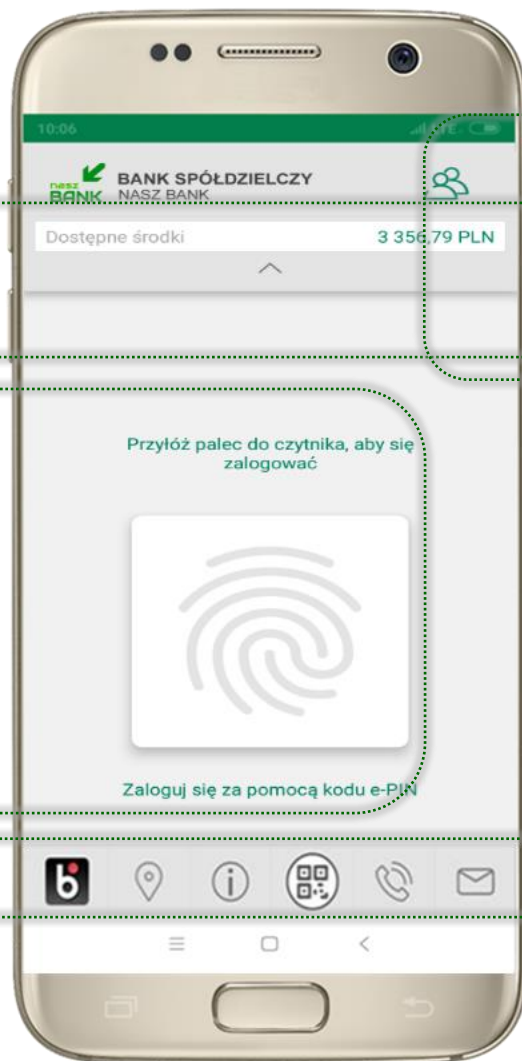 10:06
LTE
nasz
BANK
BANK SPÓŁDZIELCZY
NASZ BANK
Dostępne środki
3 356,79 PLN
Przyłóż palec do czytnika, aby się
zalogować
Zaloguj się za pomocą kodu e-PIN
b
i